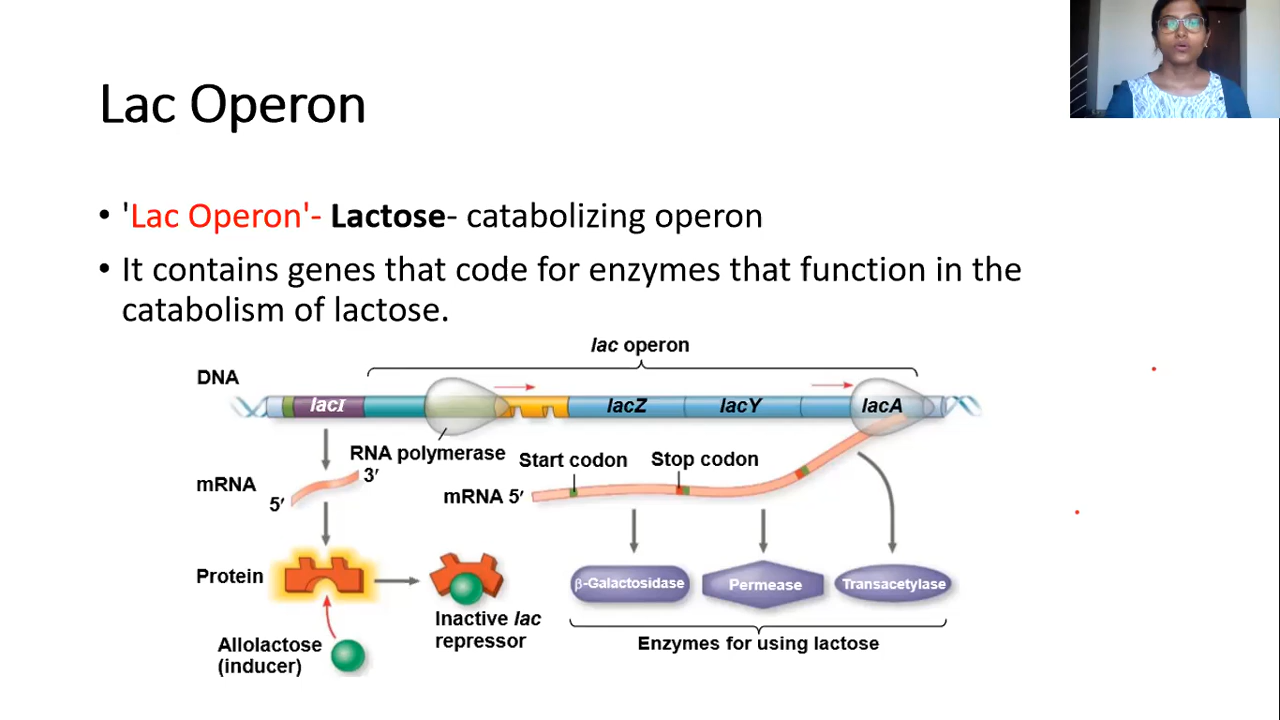 Lac Operon
• 'Lac Operon'- Lactose- catabolizing operon
• It contains genes that code for enzymes that function in the
catabolism of lactose.
lac operon
DNA
lacI
lacZ
lacY
lacA
RNA polymerase
Start codon
Stop codon
mRNA
5′
3′
mRNA 5′
Protein
β-Galactosidase
Permease
Transacetylase
Inactive lac
repressor
Enzymes for using lactose
Allolactose
(inducer)